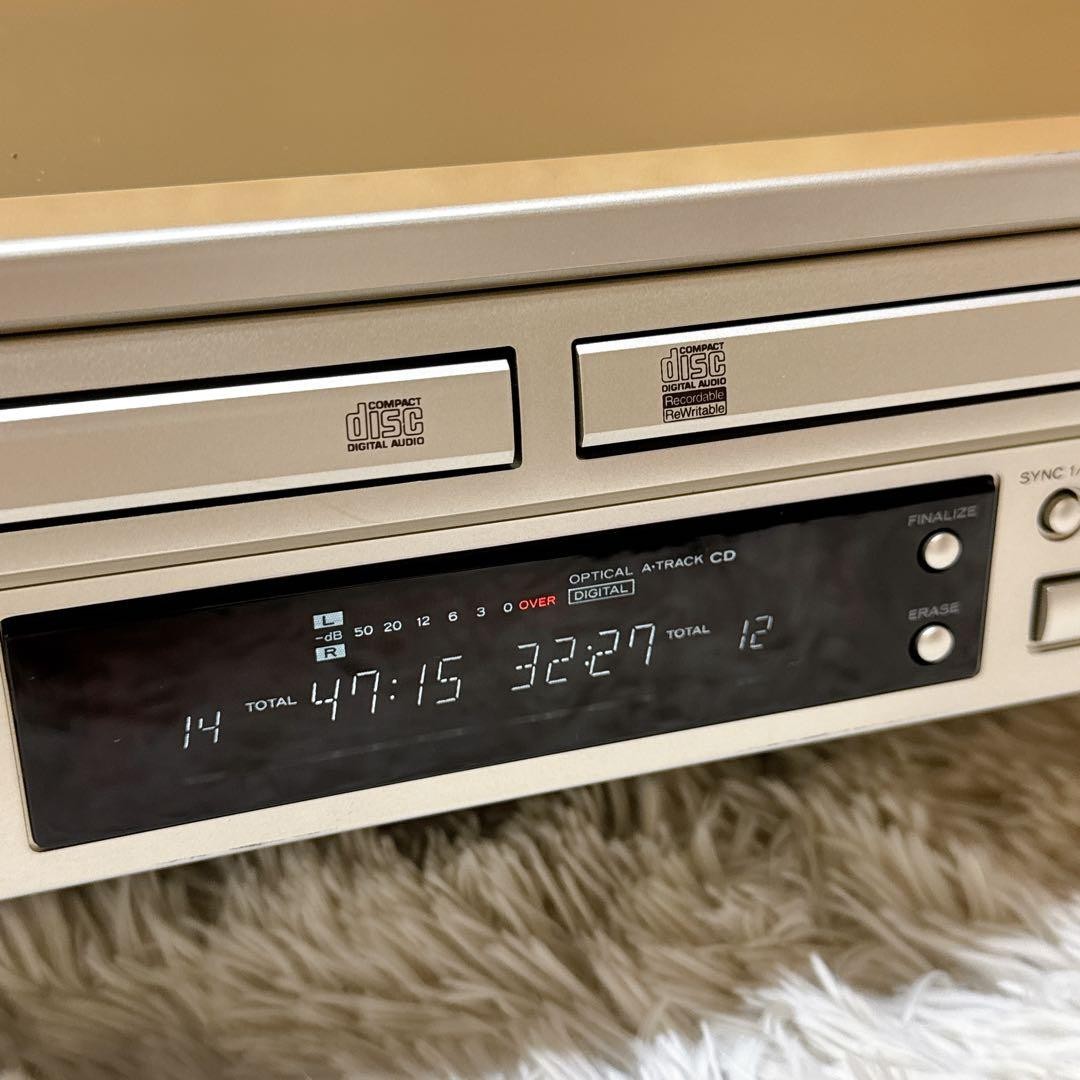 COMPACT
disc
DIGITAL AUDIO
COMPACT
disc
DIGITAL AUDIO
Recordable
ReWritable
SYNC 1/
FINALIZE
ERASE
OPTICAL A•TRACK CD
DIGITAL
L
-dB 50 20 12 6 3 0 OVER
R
14 TOTAL 47:15 32:27 TOTAL 12